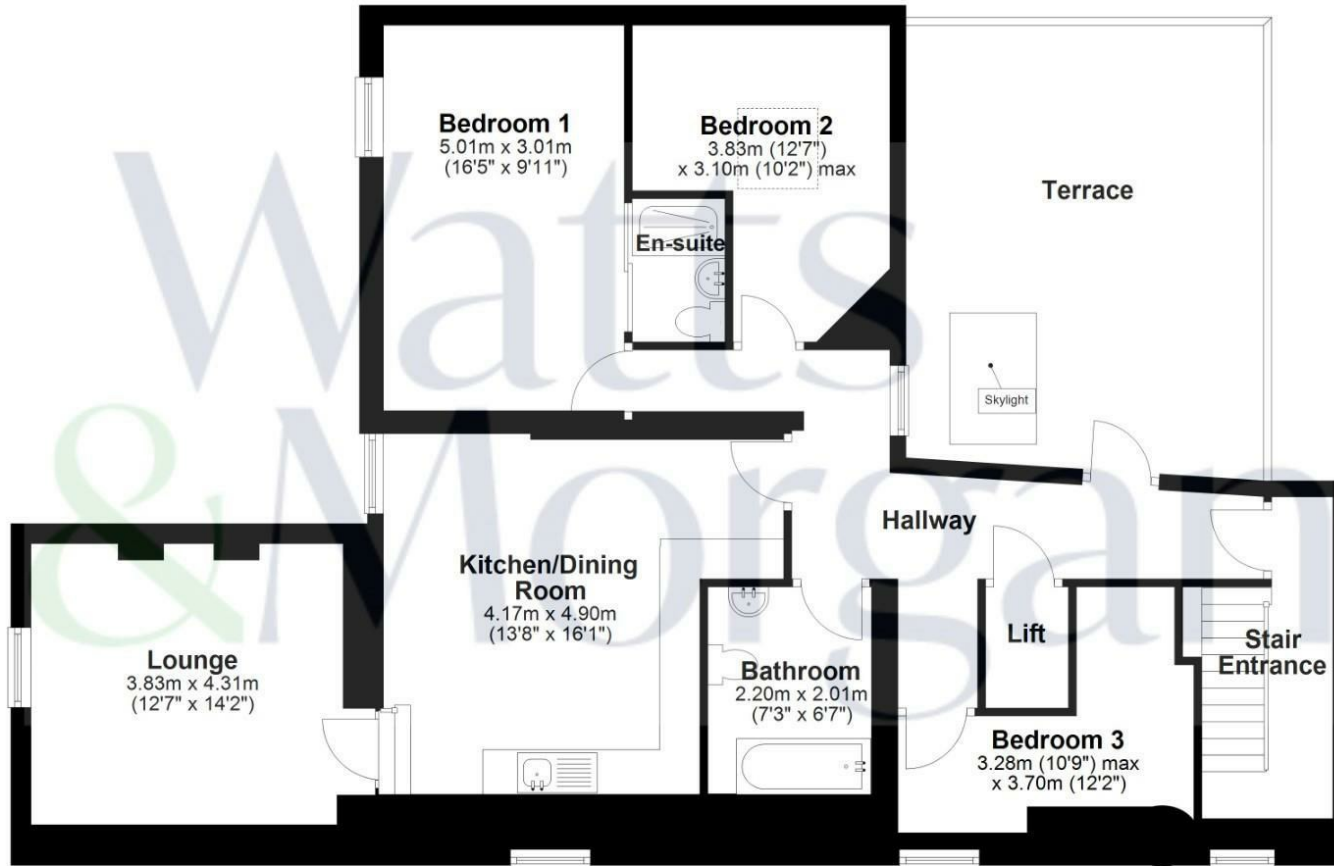 Bedroom 1
5.01m x 3.01m
(16'5" x 9'11")
Bedroom 2
3.83m (12'7")
x 3.10m (10'2") max
Terrace
En-suite
Skylight
Watts
&Morgan
Hallway
Kitchen/Dining
Room
4.17m x 4.90m
(13'8" x 16'1")
Lift
Stair
Entrance
Lounge
3.83m x 4.31m
(12'7" x 14'2")
Bathroom
2.20m x 2.01m
(7'3" x 6'7")
Bedroom 3
3.28m (10'9") max
x 3.70m (12'2")